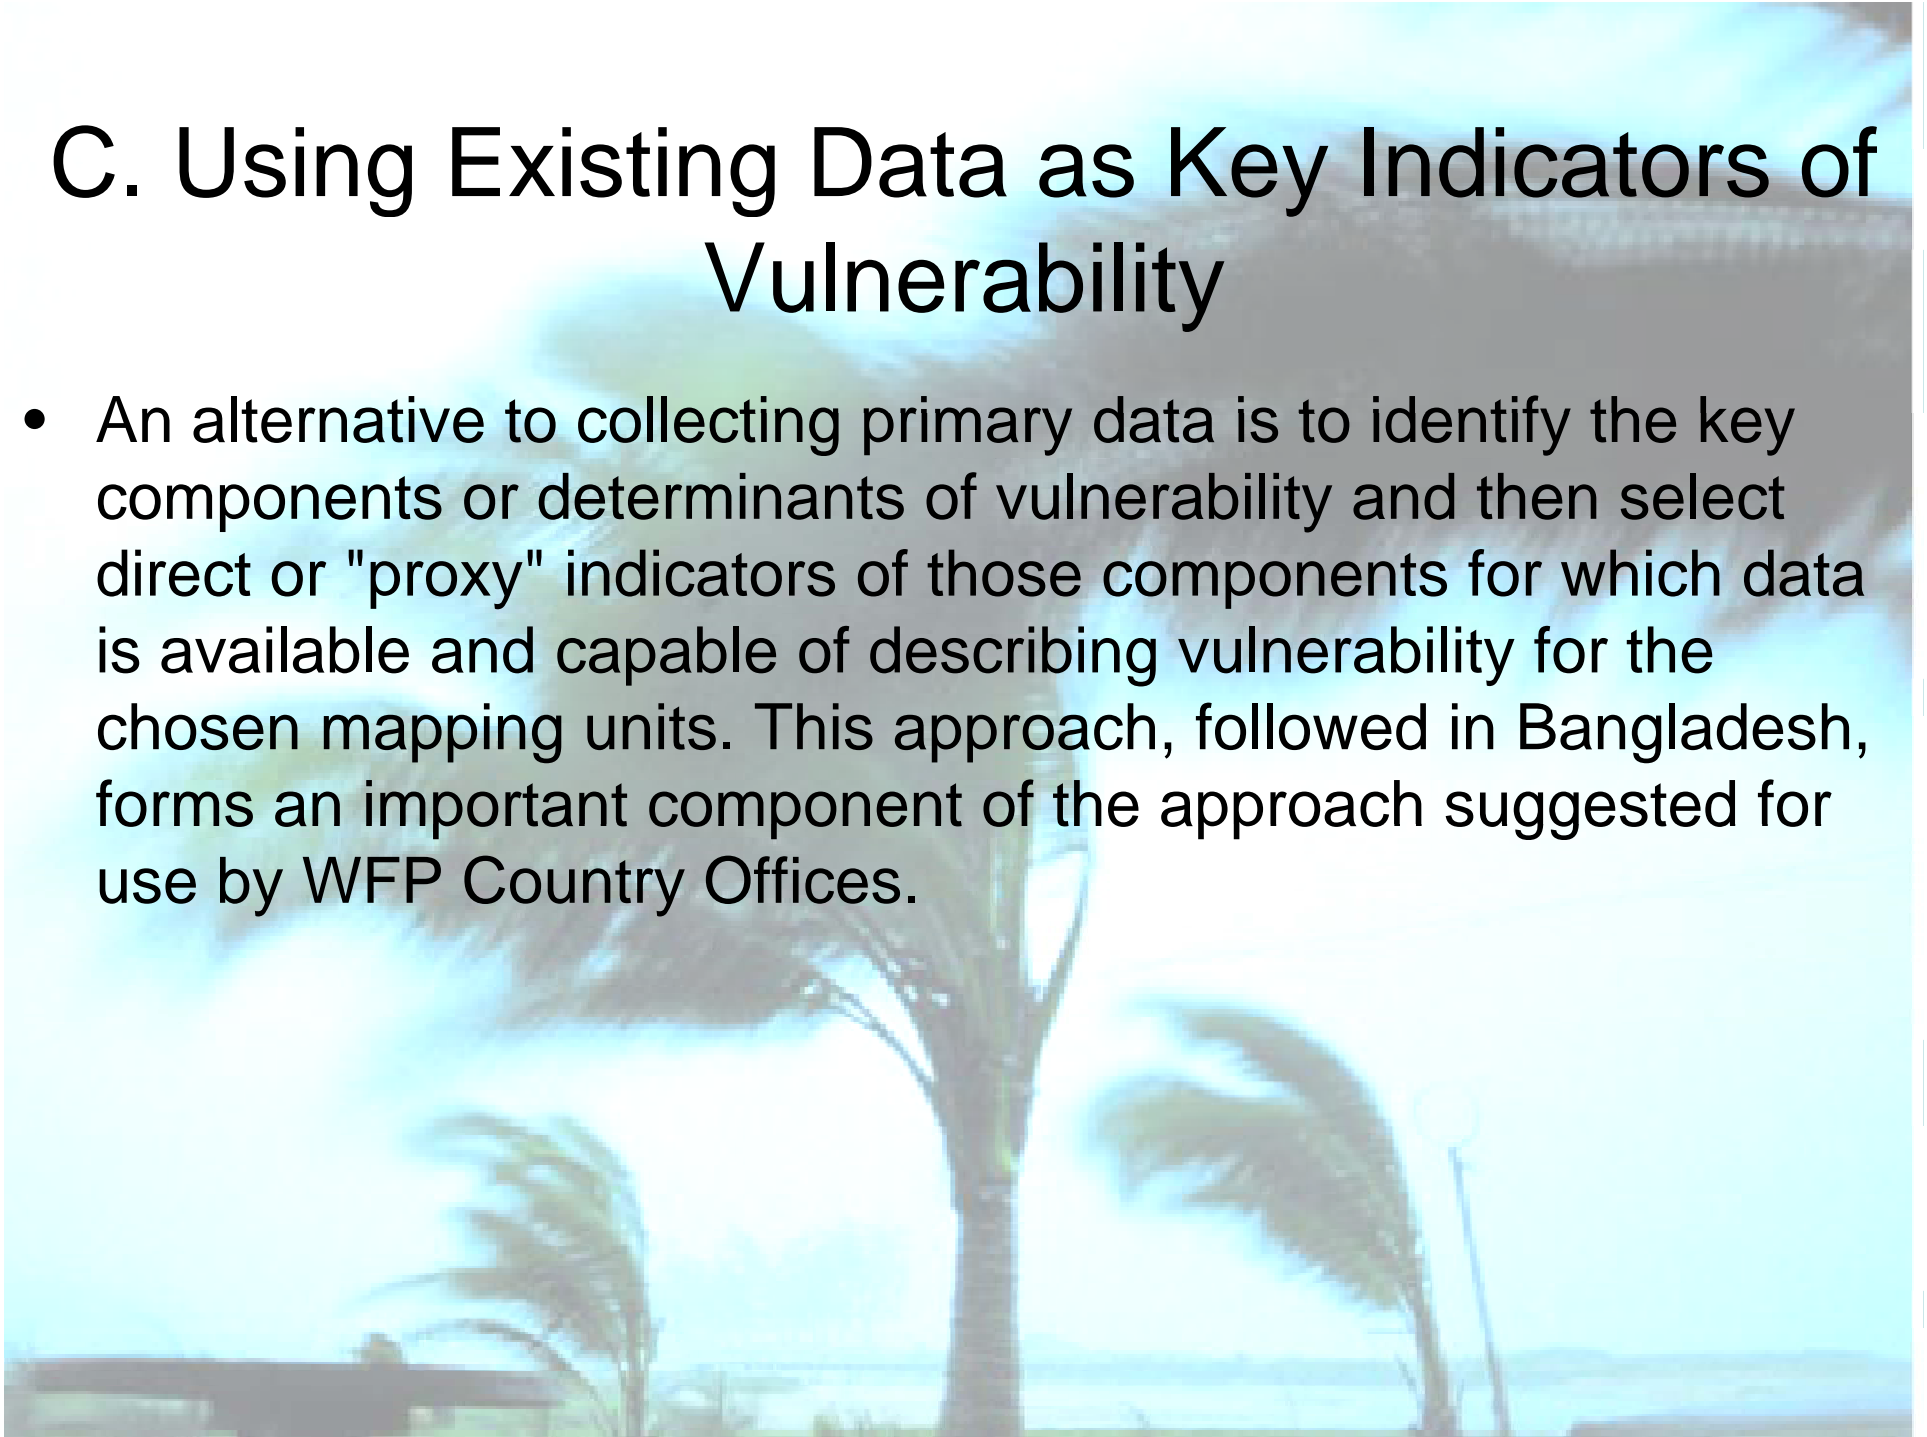 C. Using Existing Data as Key Indicators of
Vulnerability
• An alternative to collecting primary data is to identify the key
components or determinants of vulnerability and then select
direct or "proxy" indicators of those components for which data
is available and capable of describing vulnerability for the
chosen mapping units. This approach, followed in Bangladesh,
forms an important component of the approach suggested for
use by WFP Country Offices.